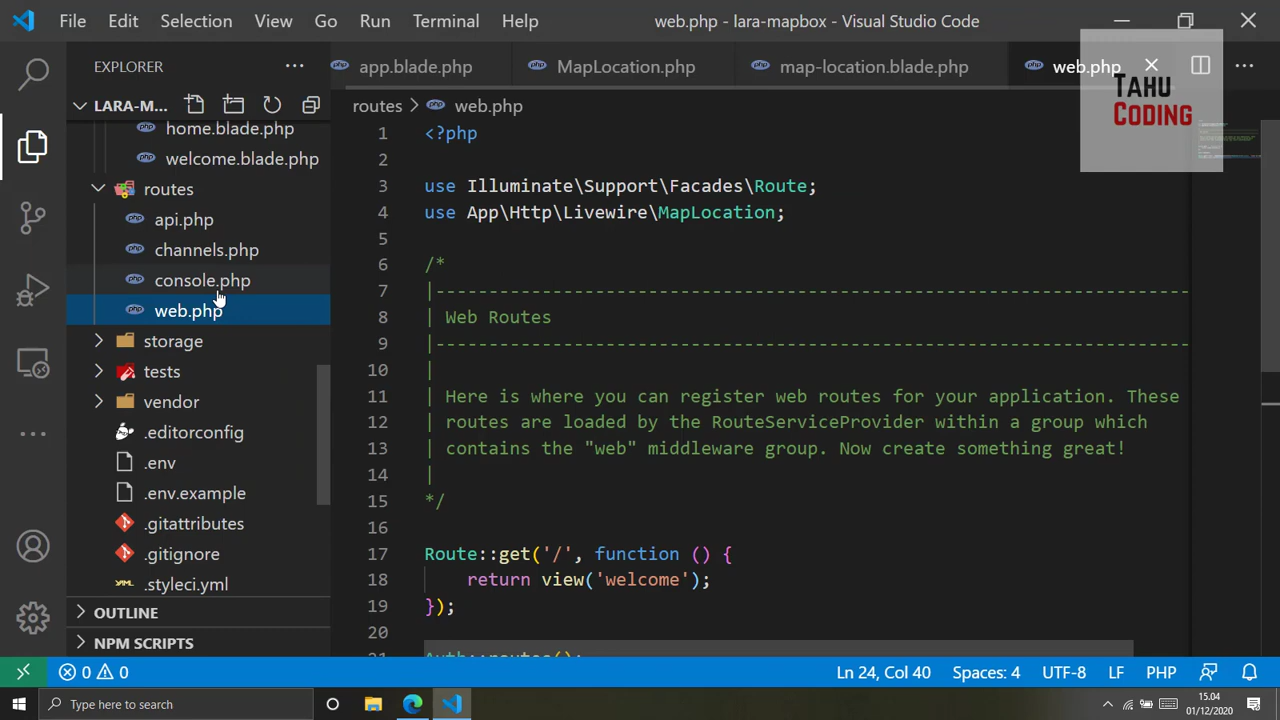 File Edit Selection View Go Run Terminal Help web.php - lara-mapbox - Visual Studio Code
EXPLORER
app.blade.php MapLocation.php map-location.blade.php web.php
TAHU
CODING
LARA-M...
routes > web.php
home.blade.php
welcome.blade.php
routes
api.php
channels.php
console.php
web.php
storage
tests
vendor
.editorconfig
.env
.env.example
.gitattributes
.gitignore
.styleci.yml
OUTLINE
NPM SCRIPTS
1 <?php
2
3 use Illuminate\Support\Facades\Route;
4 use App\Http\Livewire\MapLocation;
5
6 /*
7 |--------------------------------------------------------------------------
8 | Web Routes
9 |--------------------------------------------------------------------------
10 |
11 | Here is where you can register web routes for your application. These
12 | routes are loaded by the RouteServiceProvider within a group which
13 | contains the "web" middleware group. Now create something great!
14 |
15 */
16
17 Route::get('/', function () {
18 return view('welcome');
19 });
20
21 Auth::routes();
0 0 Ln 24, Col 40 Spaces: 4 UTF-8 LF PHP
Type here to search
15.04
01/12/2020